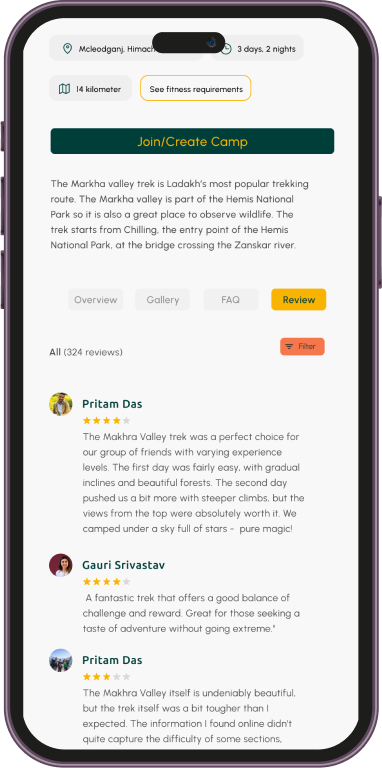 Mcleodganj, Himach
3 days, 2 nights
14 kilometer
See fitness requirements
Join/Create Camp
The Markha valley trek is Ladakh's most popular trekking
route. The Markha valley is part of the Hemis National
Park so it is also a great place to observe wildlife. The
trek starts from Chilling, the entry point of the Hemis
National Park, at the bridge crossing the Zanskar river.
Overview
Gallery
FAQ
Review
All (324 reviews)
Filter
Pritam Das
The Makhra Valley trek was a perfect choice for
our group of friends with varying experience
levels. The first day was fairly easy, with gradual
inclines and beautiful forests. The second day
pushed us a bit more with steeper climbs, but the
views from the top were absolutely worth it. We
camped under a sky full of stars - pure magic!
Gauri Srivastav
A fantastic trek that offers a good balance of
challenge and reward. Great for those seeking a
taste of adventure without going extreme."
Pritam Das
The Makhra Valley itself is undeniably beautiful,
but the trek itself was a bit tougher than I
expected. The information I found online didn't
quite capture the difficulty of some sections,